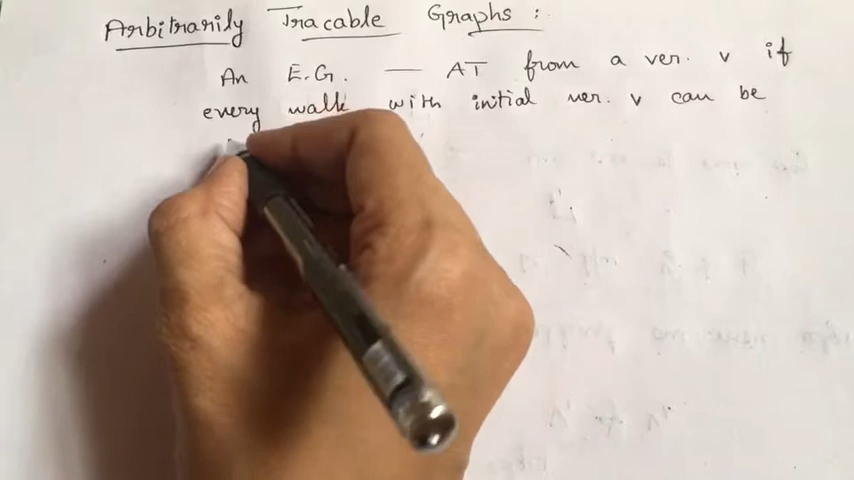 Arbitrarily Tracable Graphs :
An E.G. — AT from a ver. v if
every walk with initial ver. v can be